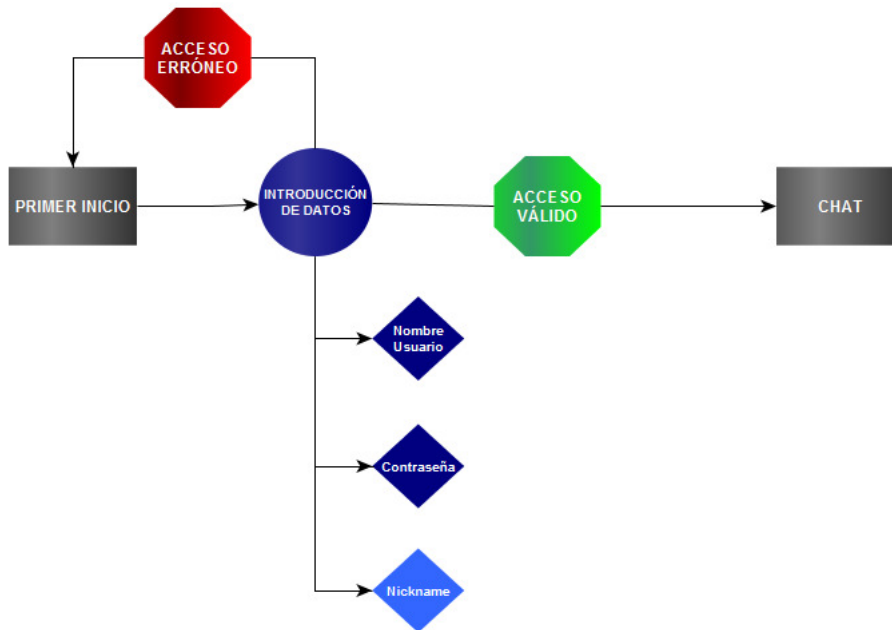 ACCESO
ERRÓNEO
PRIMER INICIO
INTRODUCCIÓN
DE DATOS
ACCESO
VÁLIDO
CHAT
Nombre
Usuario
Contraseña
Nickname